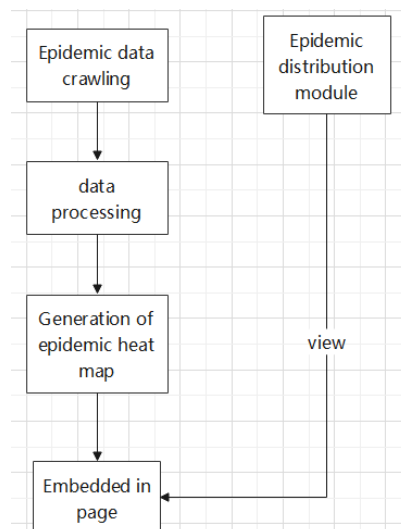 Epidemic data
crawling
Epidemic
distribution
module
data
processing
Generation of
epidemic heat
map
view
Embedded in
page